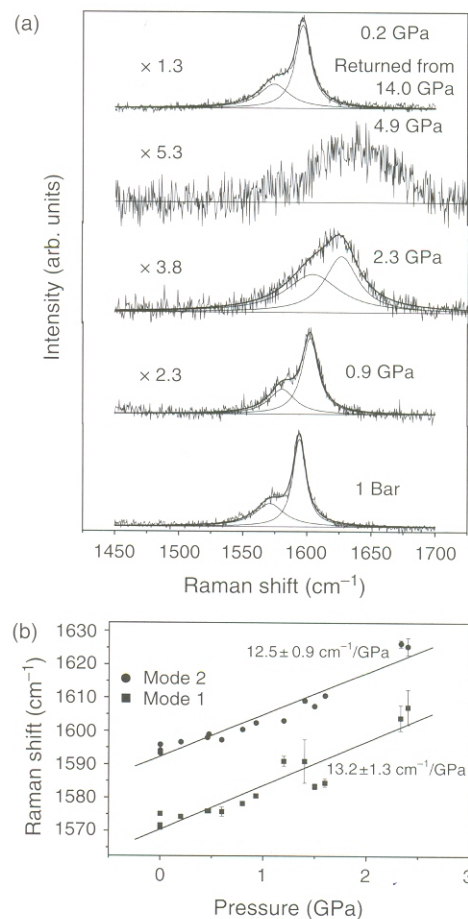 (a)
0.2 GPa
× 1.3
Returned from
14.0 GPa
4.9 GPa
× 5.3
2.3 GPa
× 3.8
0.9 GPa
× 2.3
1 Bar
Intensity (arb. units)
1450 1500 1550 1600 1650 1700
Raman shift (cm⁻¹)
(b)
1630
1620
1610
1600
1590
1580
1570
Raman shift (cm⁻¹)
12.5± 0.9 cm⁻¹/GPa
Mode 2
Mode 1
13.2±1.3 cm⁻¹/GPa
0 1 2 3
Pressure (GPa)